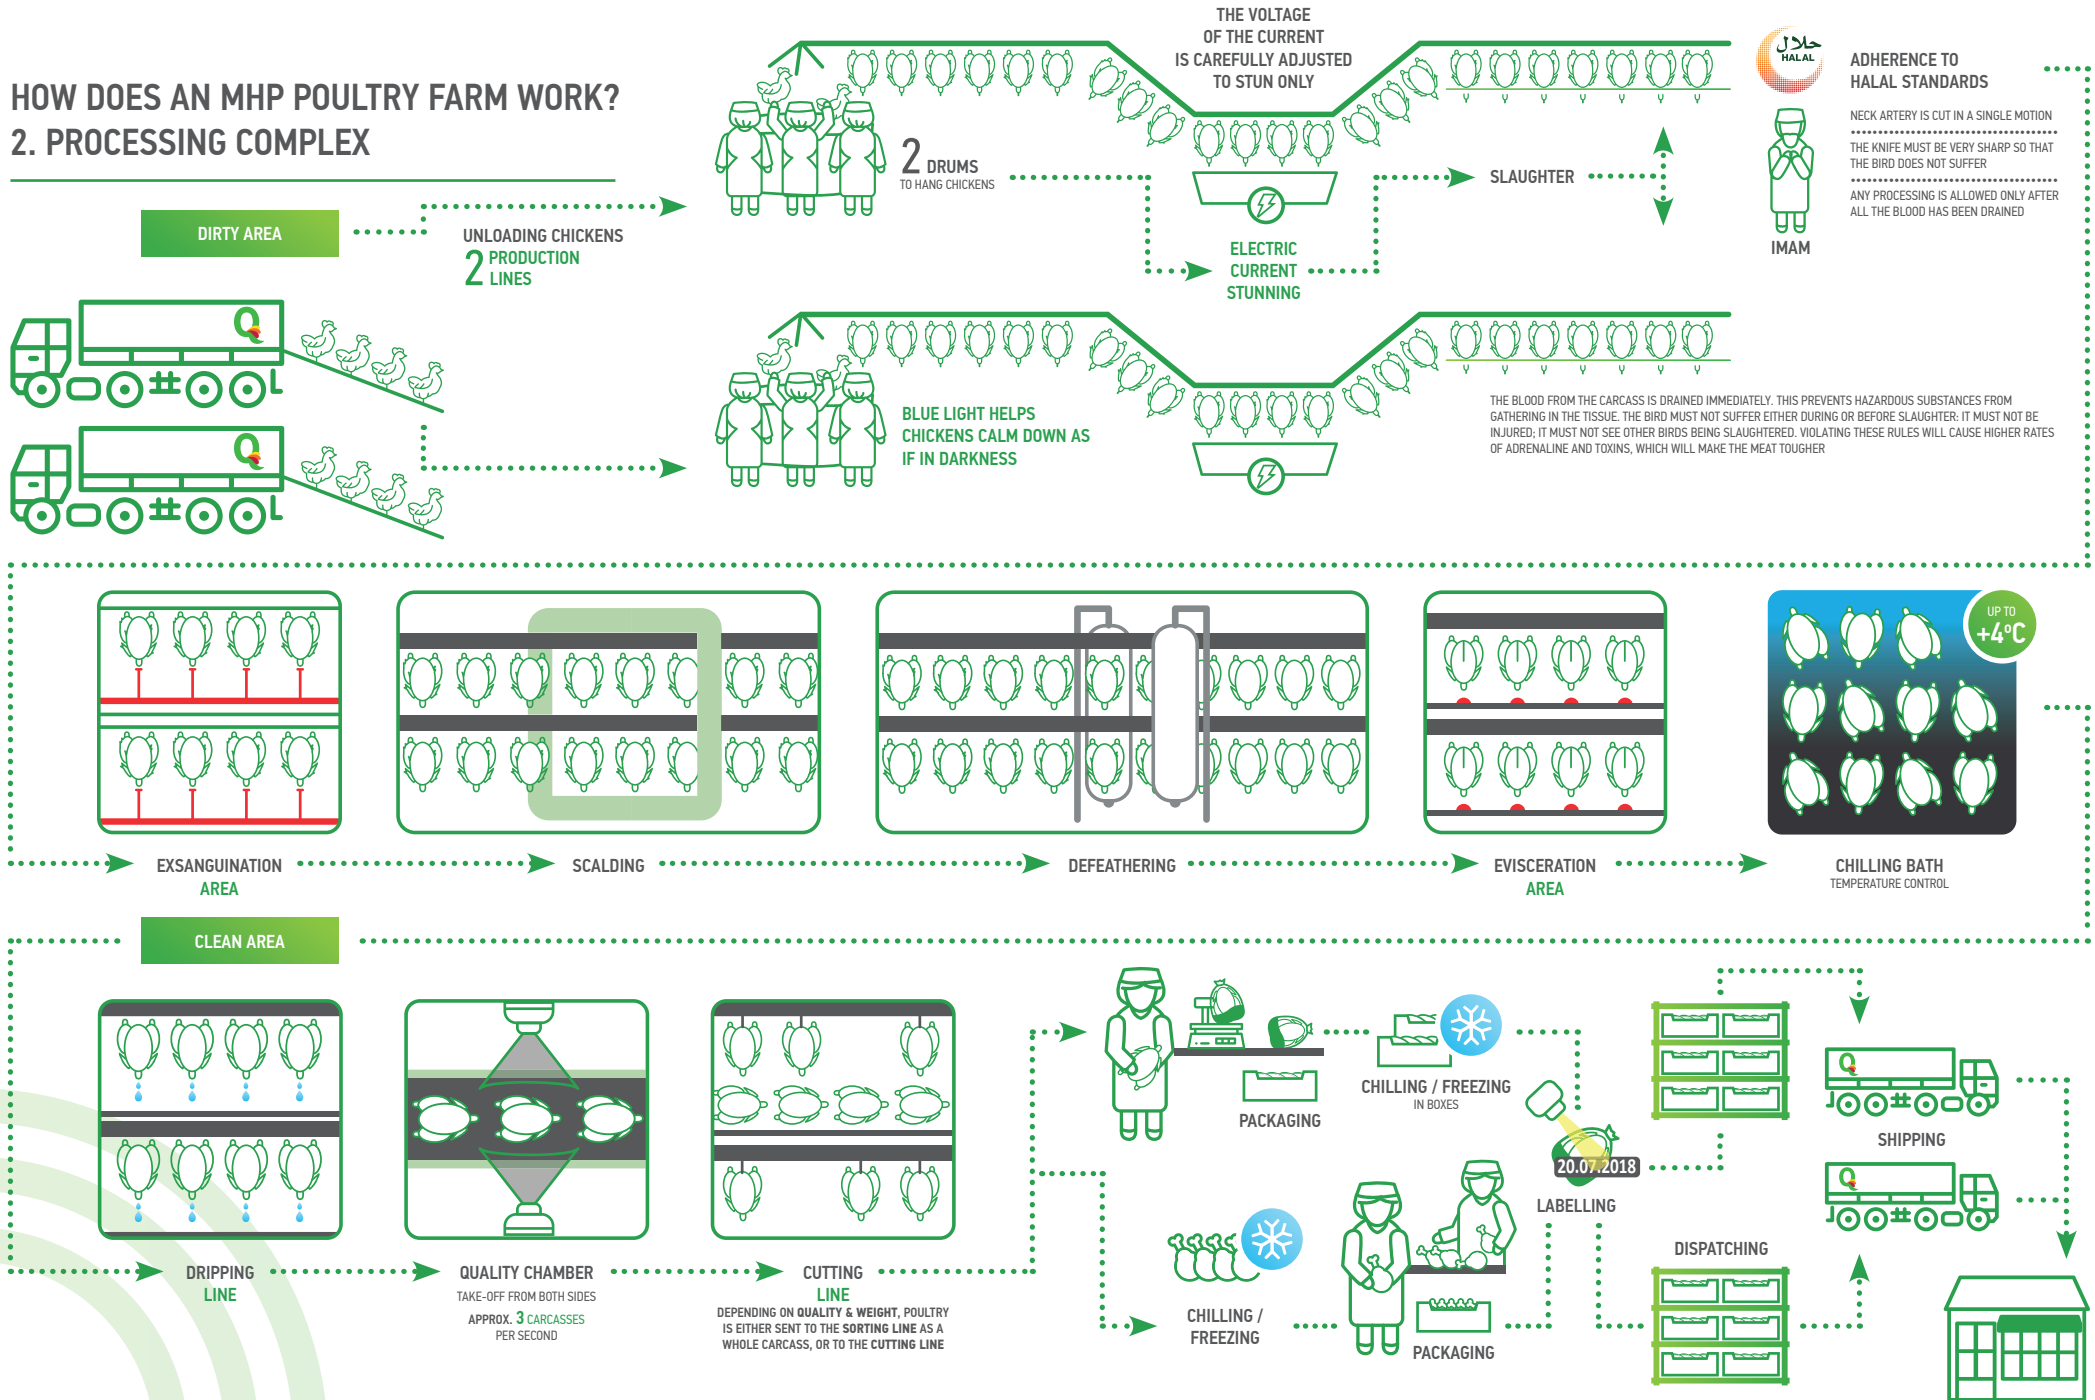 HOW DOES AN MHP POULTRY FARM WORK?
2. PROCESSING COMPLEX
DIRTY AREA
UNLOADING CHICKENS
2 PRODUCTION
LINES
2 DRUMS
TO HANG CHICKENS
THE VOLTAGE
OF THE CURRENT
IS CAREFULLY ADJUSTED
TO STUN ONLY
ELECTRIC
CURRENT
STUNNING
SLAUGHTER
حلال
HALAL
IMAM
ADHERENCE TO
HALAL STANDARDS
NECK ARTERY IS CUT IN A SINGLE MOTION
THE KNIFE MUST BE VERY SHARP SO THAT
THE BIRD DOES NOT SUFFER
ANY PROCESSING IS ALLOWED ONLY AFTER
ALL THE BLOOD HAS BEEN DRAINED
Q
Q
BLUE LIGHT HELPS
CHICKENS CALM DOWN AS
IF IN DARKNESS
THE BLOOD FROM THE CARCASS IS DRAINED IMMEDIATELY. THIS PREVENTS HAZARDOUS SUBSTANCES FROM
GATHERING IN THE TISSUE. THE BIRD MUST NOT SUFFER EITHER DURING OR BEFORE SLAUGHTER: IT MUST NOT BE
INJURED; IT MUST NOT SEE OTHER BIRDS BEING SLAUGHTERED. VIOLATING THESE RULES WILL CAUSE HIGHER RATES
OF ADRENALINE AND TOXINS, WHICH WILL MAKE THE MEAT TOUGHER
UP TO
+4ºC
EXSANGUINATION
AREA
SCALDING
DEFEATHERING
EVISCERATION
AREA
CHILLING BATH
TEMPERATURE CONTROL
CLEAN AREA
DRIPPING
LINE
QUALITY CHAMBER
TAKE-OFF FROM BOTH SIDES
APPROX. 3 CARCASSES
PER SECOND
CUTTING
LINE
DEPENDING ON QUALITY & WEIGHT, POULTRY
IS EITHER SENT TO THE SORTING LINE AS A
WHOLE CARCASS, OR TO THE CUTTING LINE
PACKAGING
CHILLING / FREEZING
IN BOXES
CHILLING /
FREEZING
PACKAGING
20.07.2018
LABELLING
DISPATCHING
Q
SHIPPING
Q